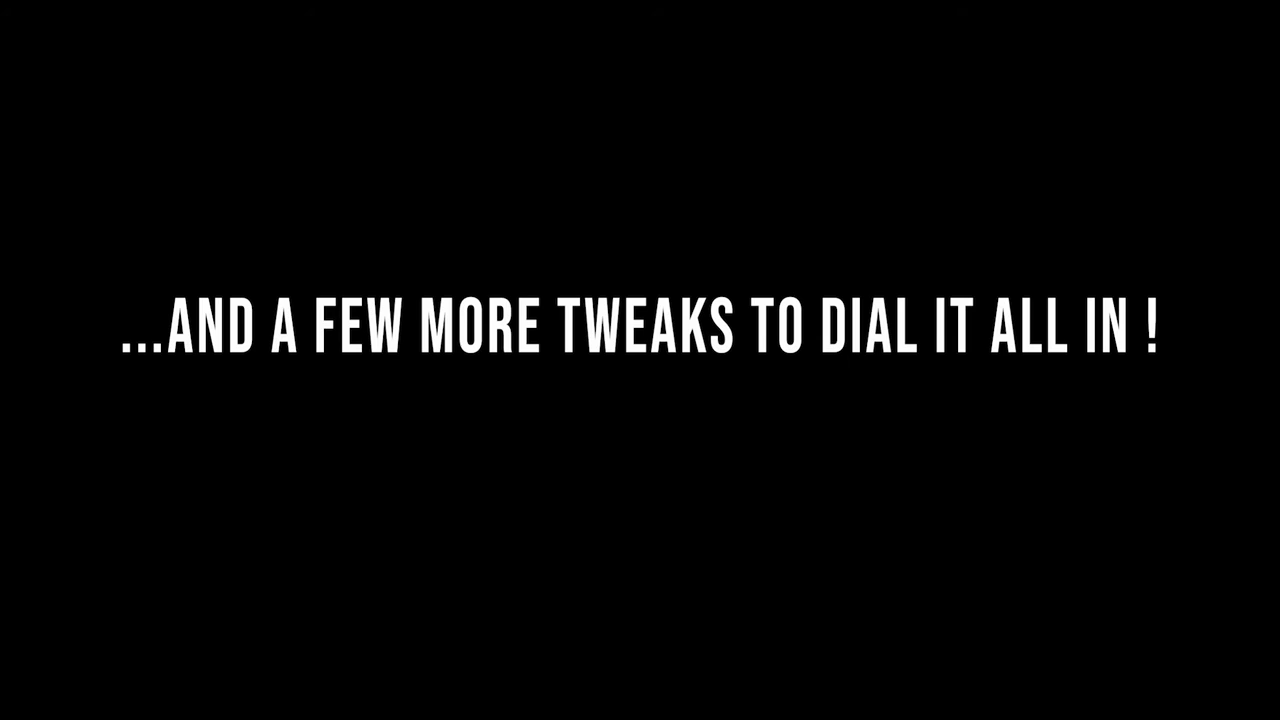 ...AND A FEW MORE TWEAKS TO DIAL IT ALL IN !